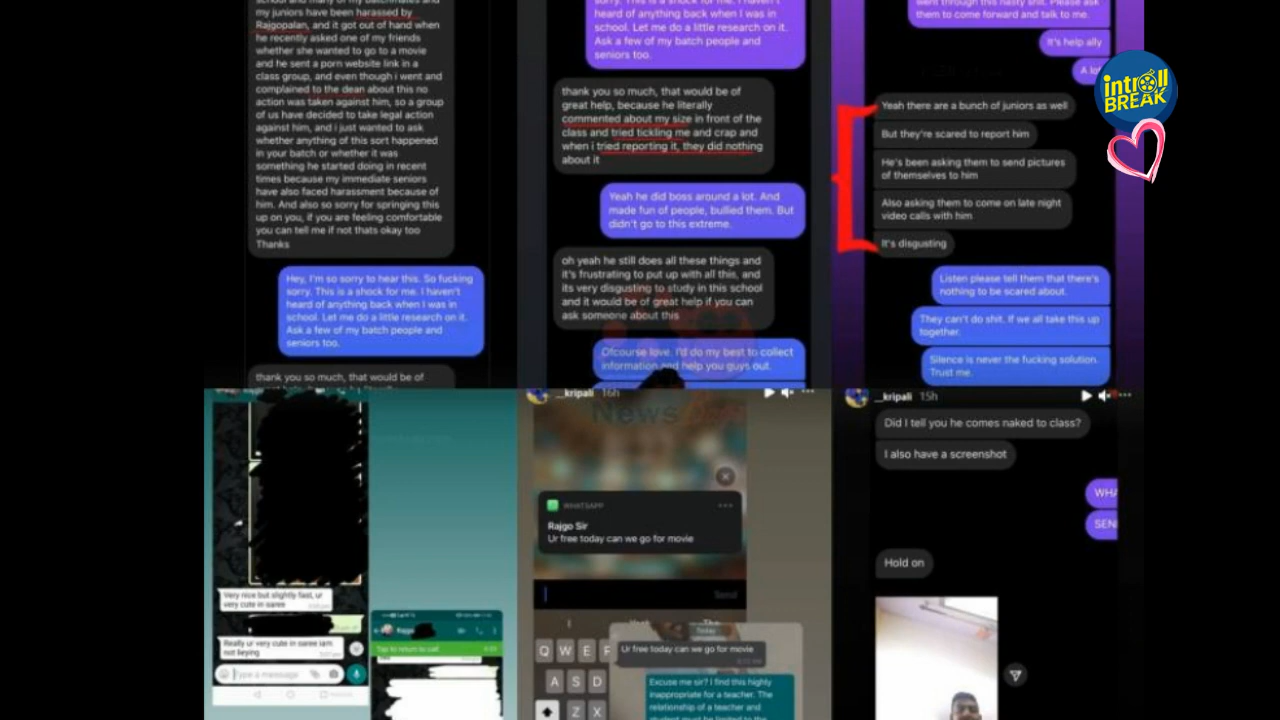 school and many of my batchmates and
my juniors have been harassed by
Rajgopalan, and it got out of hand when
he recently asked one of my friends
whether she wanted to go to a movie
and he sent a porn website link in a
class group, and even though i went and
complained to the dean about this no
action was taken against him, so a group
of us have decided to take legal action
against him, and i just wanted to ask
whether anything of this sort happened
in your batch or whether it was
something he started doing in recent
times because my immediate seniors
have also faced harassment because of
him. And also so sorry for springing this
up on you, if you are feeling comfortable
you can tell me if not thats okay too
Thanks
Hey, I'm so sorry to hear this. So fucking
sorry. This is a shock for me. I haven't
heard of anything back when I was in
school. Let me do a little research on it.
Ask a few of my batch people and
seniors too.
thank you so much, that would be of
sorry. This is a shock for me. I haven't
heard of anything back when I was in
school. Let me do a little research on it.
Ask a few of my batch people and
seniors too.
thank you so much, that would be of
great help, because he literally
commented about my size in front of the
class and tried tickling me and crap and
when i tried reporting it, they did nothing
about it
Yeah he did boss around a lot. And
made fun of people, bullied them. But
didn't go to this extreme.
oh yeah he still does all these things and
it's frustrating to put up with all this, and
its very disgusting to study in this school
and it would be of great help if you can
ask someone about this
Ofcourse love. I'd do my best to collect
information and help you guys out.
went through this nasty shit. Please ask
them to come forward and talk to me.
It's help ally
A lot
introll
BREAK
Yeah there are a bunch of juniors as well
But they're scared to report him
He's been asking them to send pictures
of themselves to him
Also asking them to come on late night
video calls with him
It's disgusting
Listen please tell them that there's
nothing to be scared about.
They can't do shit. If we all take this up
together.
Silence is never the fucking solution.
Trust me.
Very nice but slightly fast, ur
very cute in saree
Really ur very cute in saree iam
not lieying
Type a message
Tap to return to call
__kripali 16h
News
WHATSAPP
Rajgo Sir
Ur free today can we go for movie
Send
I
Q W E F
A S D
Z X
Today
Ur free today can we go for movie
Excuse me sir? I find this highly
inappropriate for a teacher. The
relationship of a teacher and
student must be limited to the
__kripali 15h
Did I tell you he comes naked to class?
I also have a screenshot
WHA
SEN
Hold on